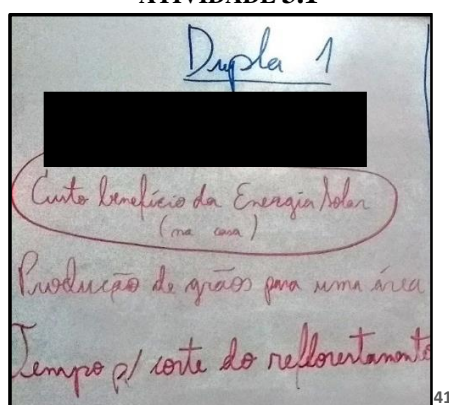 ATIVIDADE 3.1
Dupla 1
Custo benefício da Energia Solar
(na casa)
Produção de grãos para uma área
Tempo p/ corte do reflorestamento
41